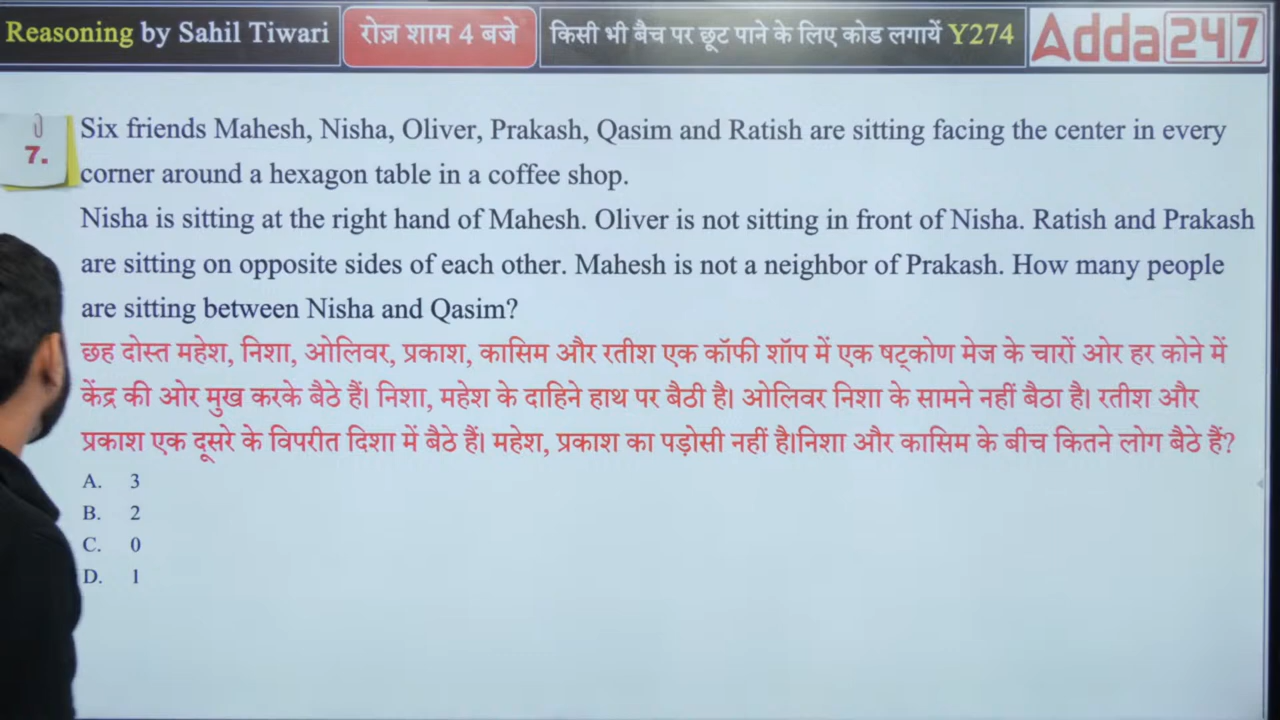 Reasoning by Sahil Tiwari
रोज़ शाम 4 बजे
किसी भी बैच पर छूट पाने के लिए कोड लगायें Y274
Adda247
7.
Six friends Mahesh, Nisha, Oliver, Prakash, Qasim and Ratish are sitting facing the center in every
corner around a hexagon table in a coffee shop.
Nisha is sitting at the right hand of Mahesh. Oliver is not sitting in front of Nisha. Ratish and Prakash
are sitting on opposite sides of each other. Mahesh is not a neighbor of Prakash. How many people
are sitting between Nisha and Qasim?
छह दोस्त महेश, निशा, ओलिवर, प्रकाश, कासिम और रतीश एक कॉफी शॉप में एक षट्कोण मेज के चारों ओर हर कोने में
केंद्र की ओर मुख करके बैठे हैं। निशा, महेश के दाहिने हाथ पर बैठी है। ओलिवर निशा के सामने नहीं बैठा है। रतीश और
प्रकाश एक दूसरे के विपरीत दिशा में बैठे हैं। महेश, प्रकाश का पड़ोसी नहीं है।निशा और कासिम के बीच कितने लोग बैठे हैं?
A. 3
B. 2
C. 0
D. 1